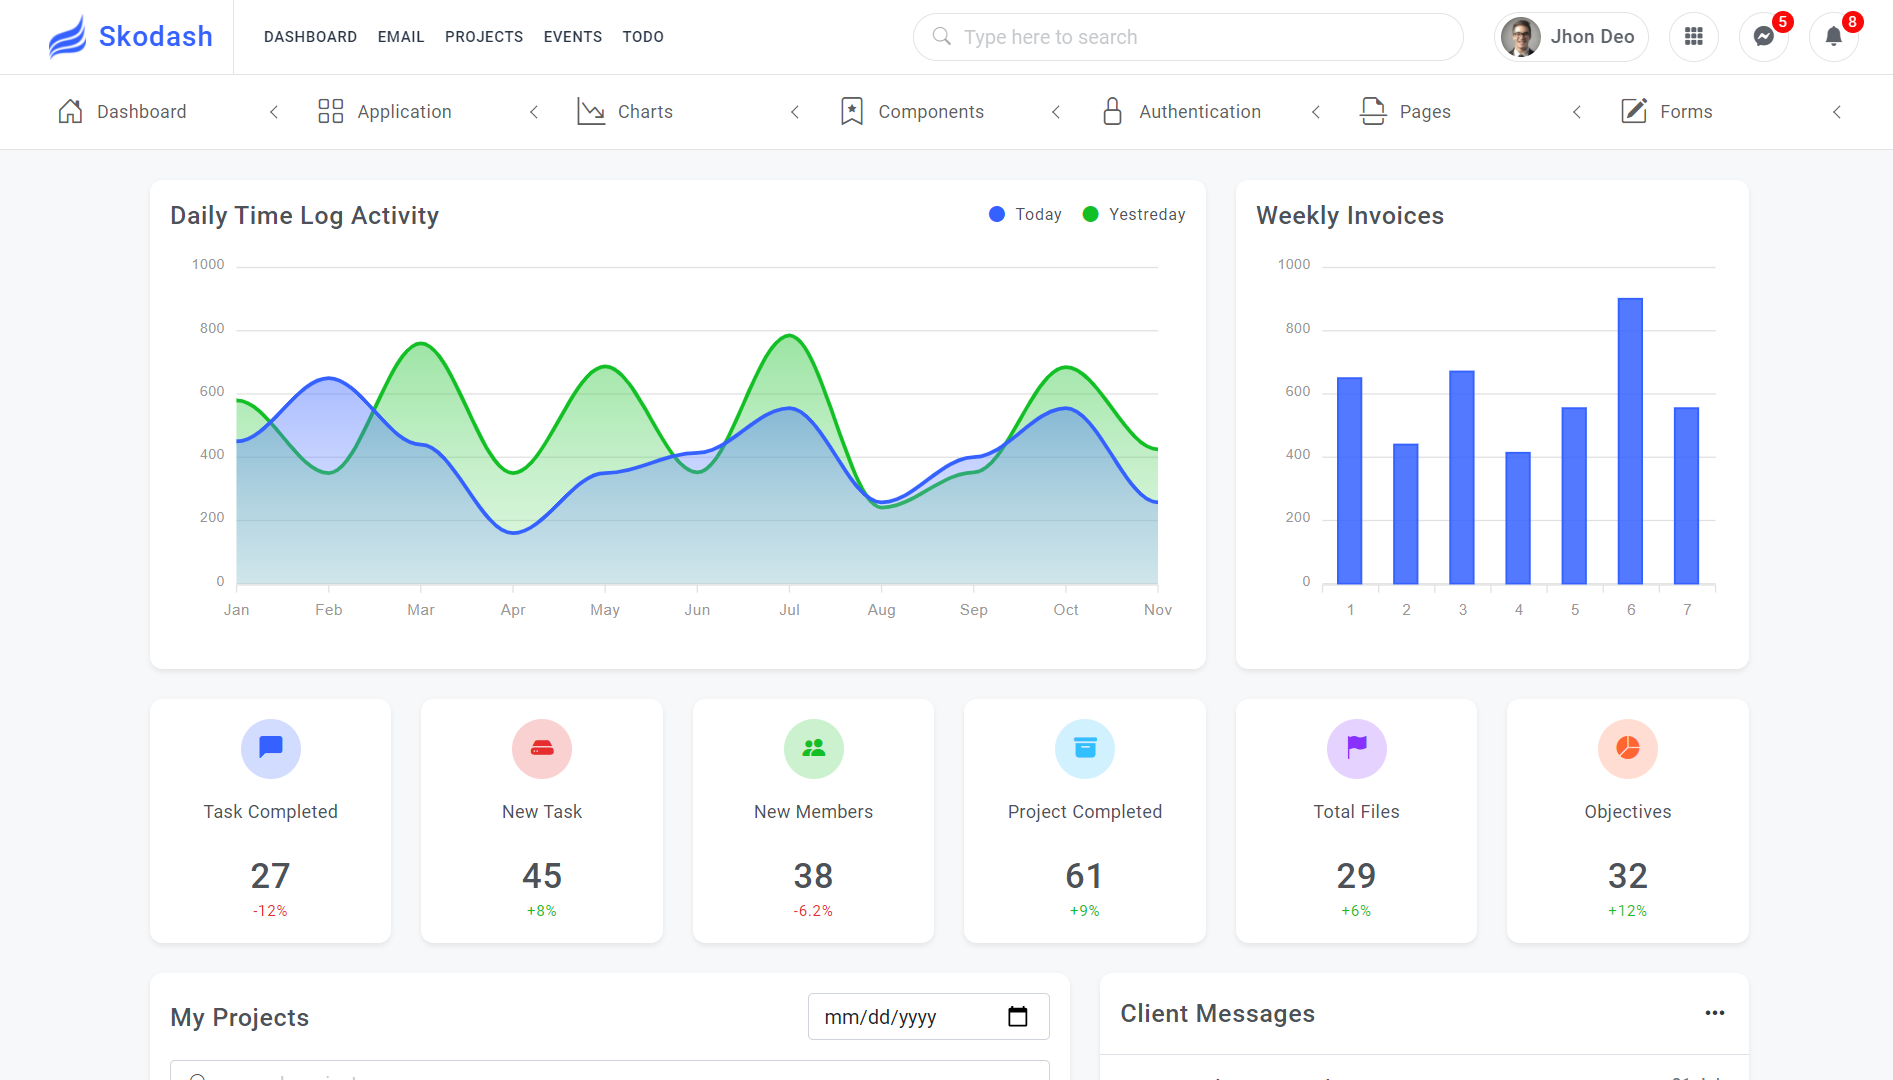 Skodash
DASHBOARD EMAIL PROJECTS EVENTS TODO
Type here to search
Jhon Deo
5
8
Dashboard Application Charts Components Authentication Pages Forms
Daily Time Log Activity
Today Yestreday
1000
800
600
400
200
0
Jan Feb Mar Apr May Jun Jul Aug Sep Oct Nov
Weekly Invoices
1000
800
600
400
200
0
1 2 3 4 5 6 7
Task Completed
27
-12%
New Task
45
+8%
New Members
38
-6.2%
Project Completed
61
+9%
Total Files
29
+6%
Objectives
32
+12%
My Projects
mm/dd/yyyy
Client Messages